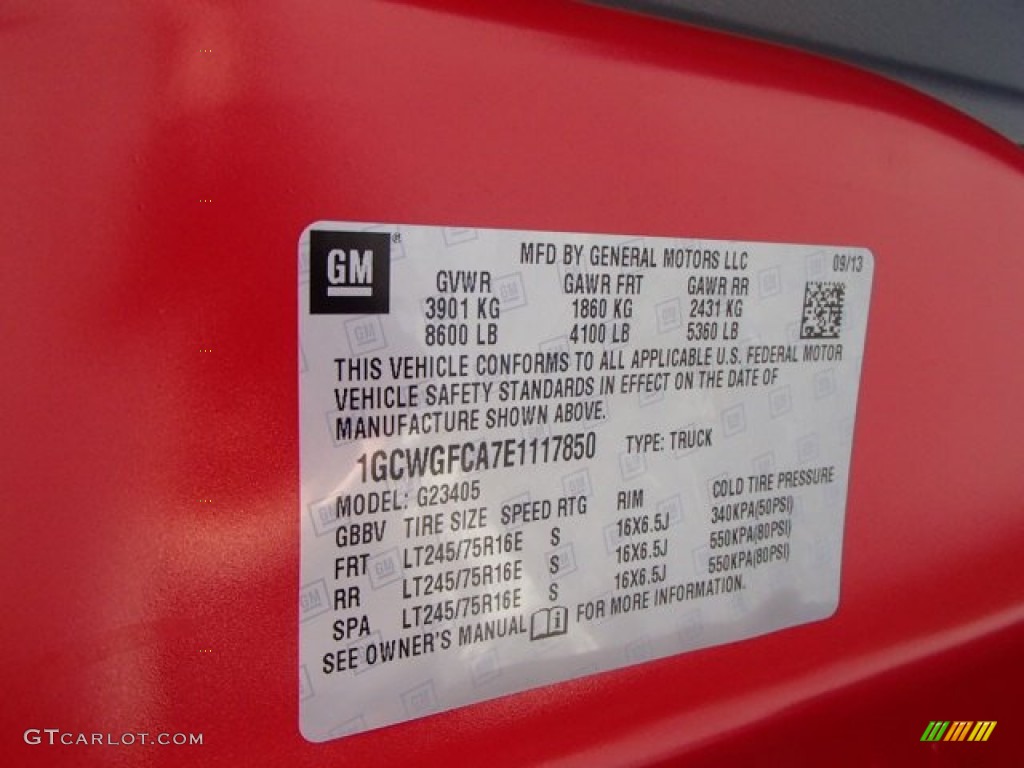 GM®
MFD BY GENERAL MOTORS LLC 09/13
GVWR GAWR FRT GAWR RR
3901 KG 1860 KG 2431 KG
8600 LB 4100 LB 5360 LB
THIS VEHICLE CONFORMS TO ALL APPLICABLE U.S. FEDERAL MOTOR
VEHICLE SAFETY STANDARDS IN EFFECT ON THE DATE OF
MANUFACTURE SHOWN ABOVE.
1GCWGFCA7E1117850 TYPE: TRUCK
MODEL: G23405
GBBV TIRE SIZE SPEED RTG RIM COLD TIRE PRESSURE
FRT LT245/75R16E S 16X6.5J 340KPA(50PSI)
RR LT245/75R16E S 16X6.5J 550KPA(80PSI)
SPA LT245/75R16E S 16X6.5J 550KPA(80PSI)
SEE OWNER'S MANUAL FOR MORE INFORMATION.
GTCARLOT.COM